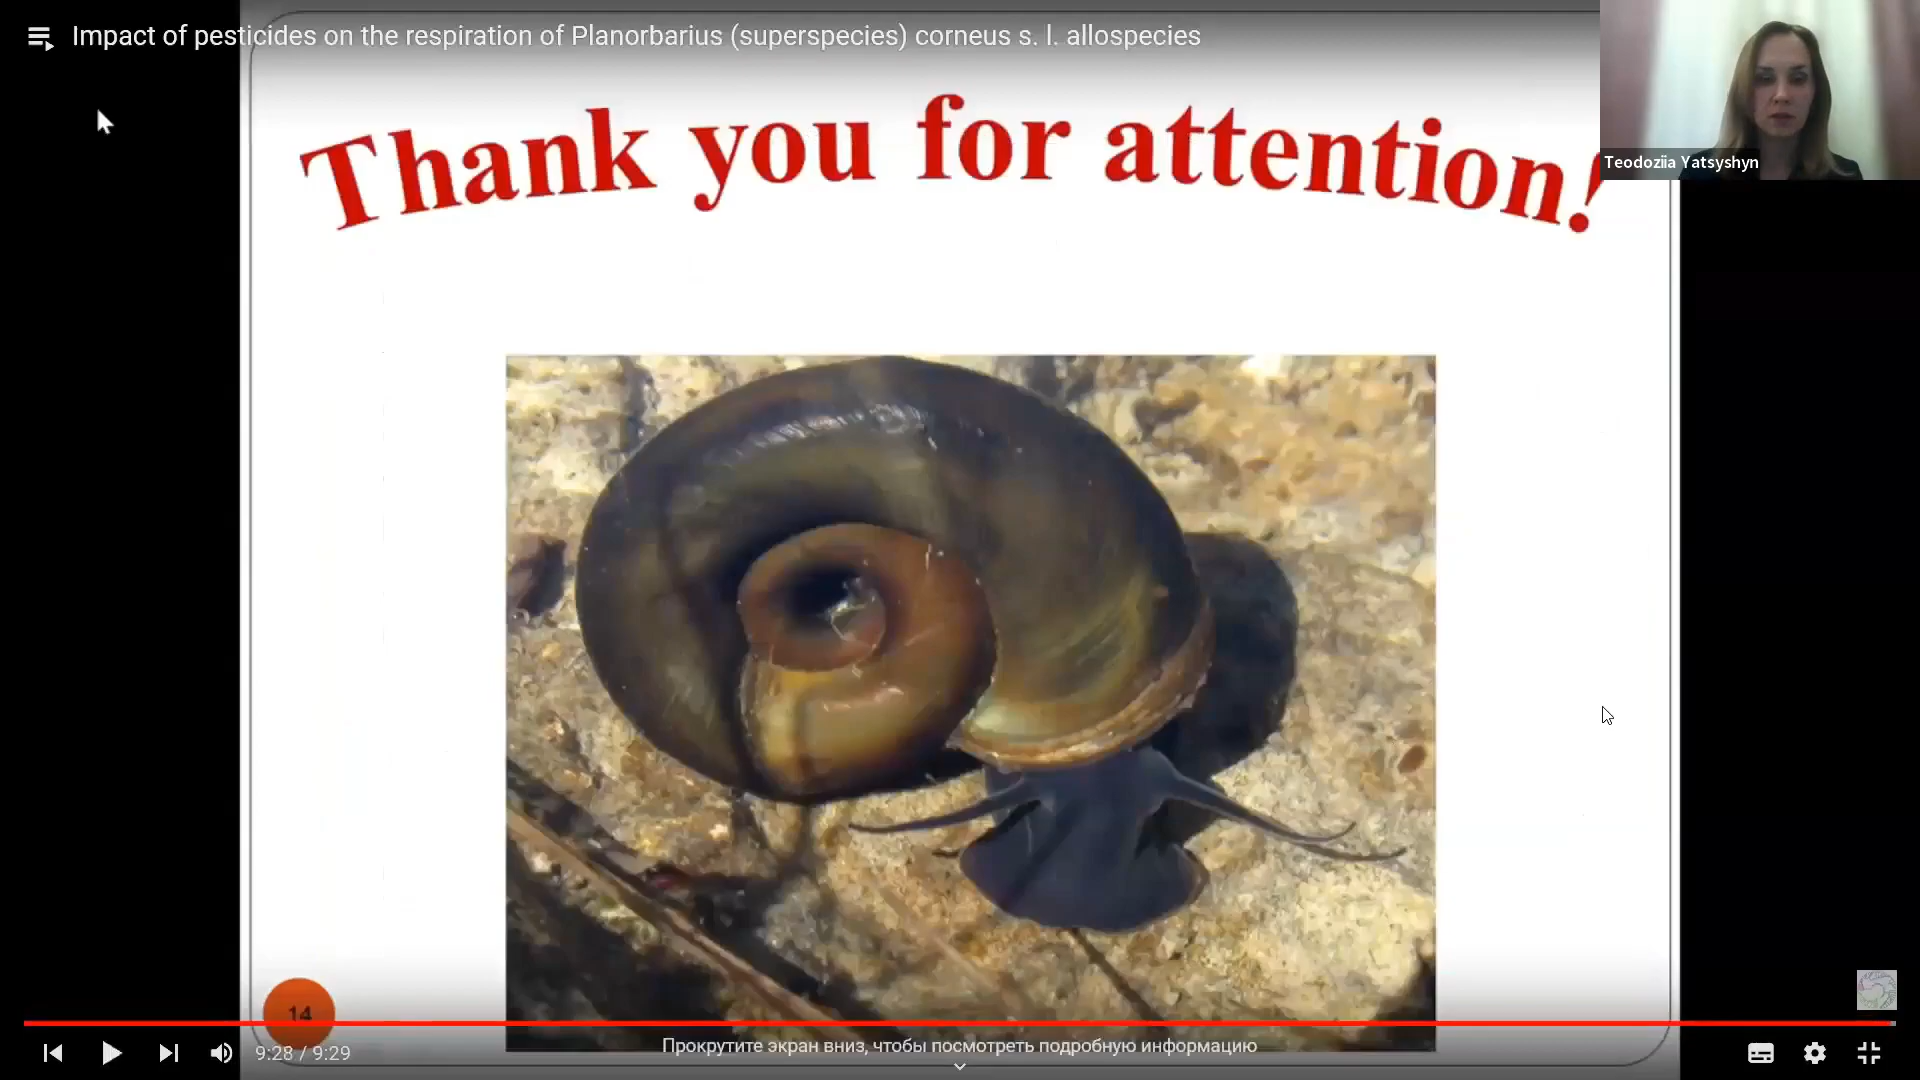 Impact of pesticides on the respiration of Planorbarius (superspecies) corneus s. l. allospecies
Thank you for attention!
Teodoziia Yatsyshyn
14
9:28 / 9:29
Прокрутите экран вниз, чтобы посмотреть подробную информацию